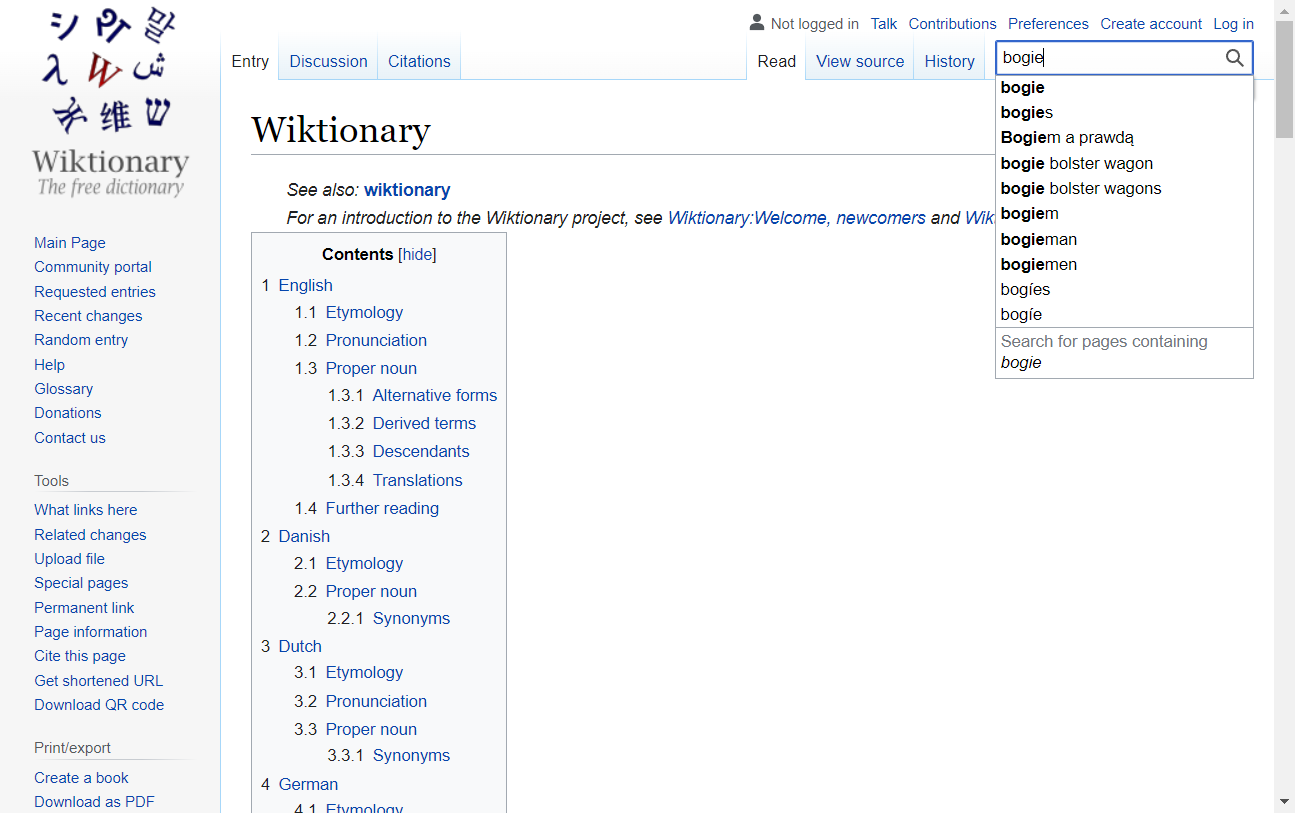 Wiktionary
The free dictionary
Main Page
Community portal
Requested entries
Recent changes
Random entry
Help
Glossary
Donations
Contact us
Tools
What links here
Related changes
Upload file
Special pages
Permanent link
Page information
Cite this page
Get shortened URL
Download QR code
Print/export
Create a book
Download as PDF
Not logged in Talk Contributions Preferences Create account Log in
Entry Discussion Citations Read View source History
bogie
bogie
bogies
Bogiem a prawdą
bogie bolster wagon
bogie bolster wagons
bogiem
bogieman
bogiemen
bogíes
bogíe
Search for pages containing
bogie
Wiktionary
See also: wiktionary
For an introduction to the Wiktionary project, see Wiktionary:Welcome, newcomers and
Contents [hide]
1 English
1.1 Etymology
1.2 Pronunciation
1.3 Proper noun
1.3.1 Alternative forms
1.3.2 Derived terms
1.3.3 Descendants
1.3.4 Translations
1.4 Further reading
2 Danish
2.1 Etymology
2.2 Proper noun
2.2.1 Synonyms
3 Dutch
3.1 Etymology
3.2 Pronunciation
3.3 Proper noun
3.3.1 Synonyms
4 German
4.1 Etymology